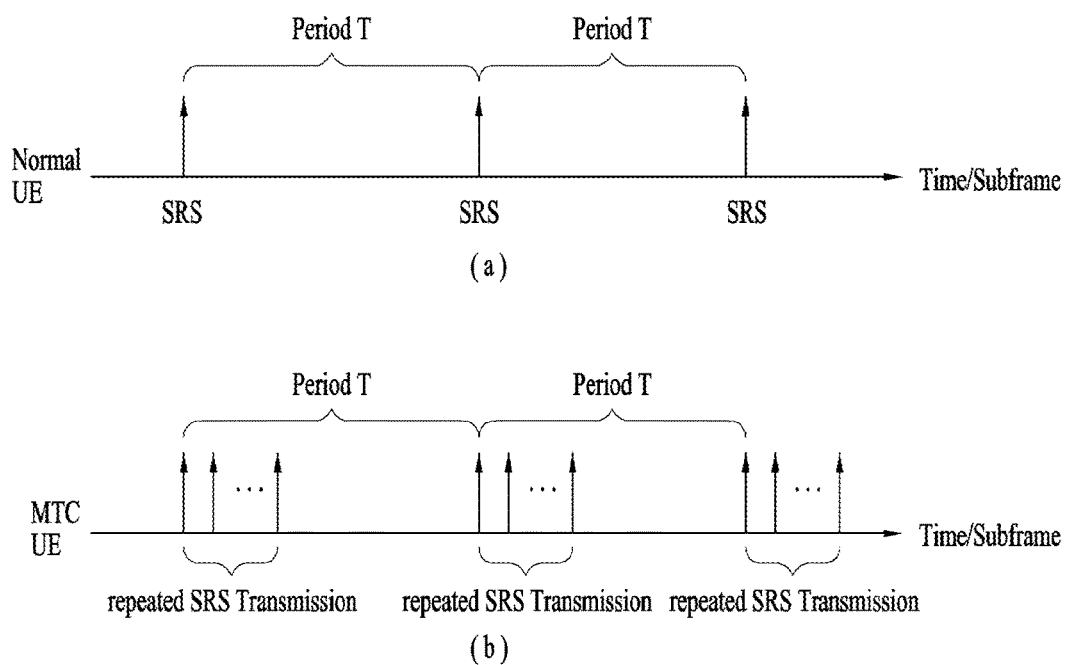 Period T Period T
Normal
UE
Time/Subframe
SRS SRS SRS
(a)
Period T Period T
...
...
...
MTC
UE
Time/Subframe
repeated SRS Transmission repeated SRS Transmission repeated SRS Transmission
(b)